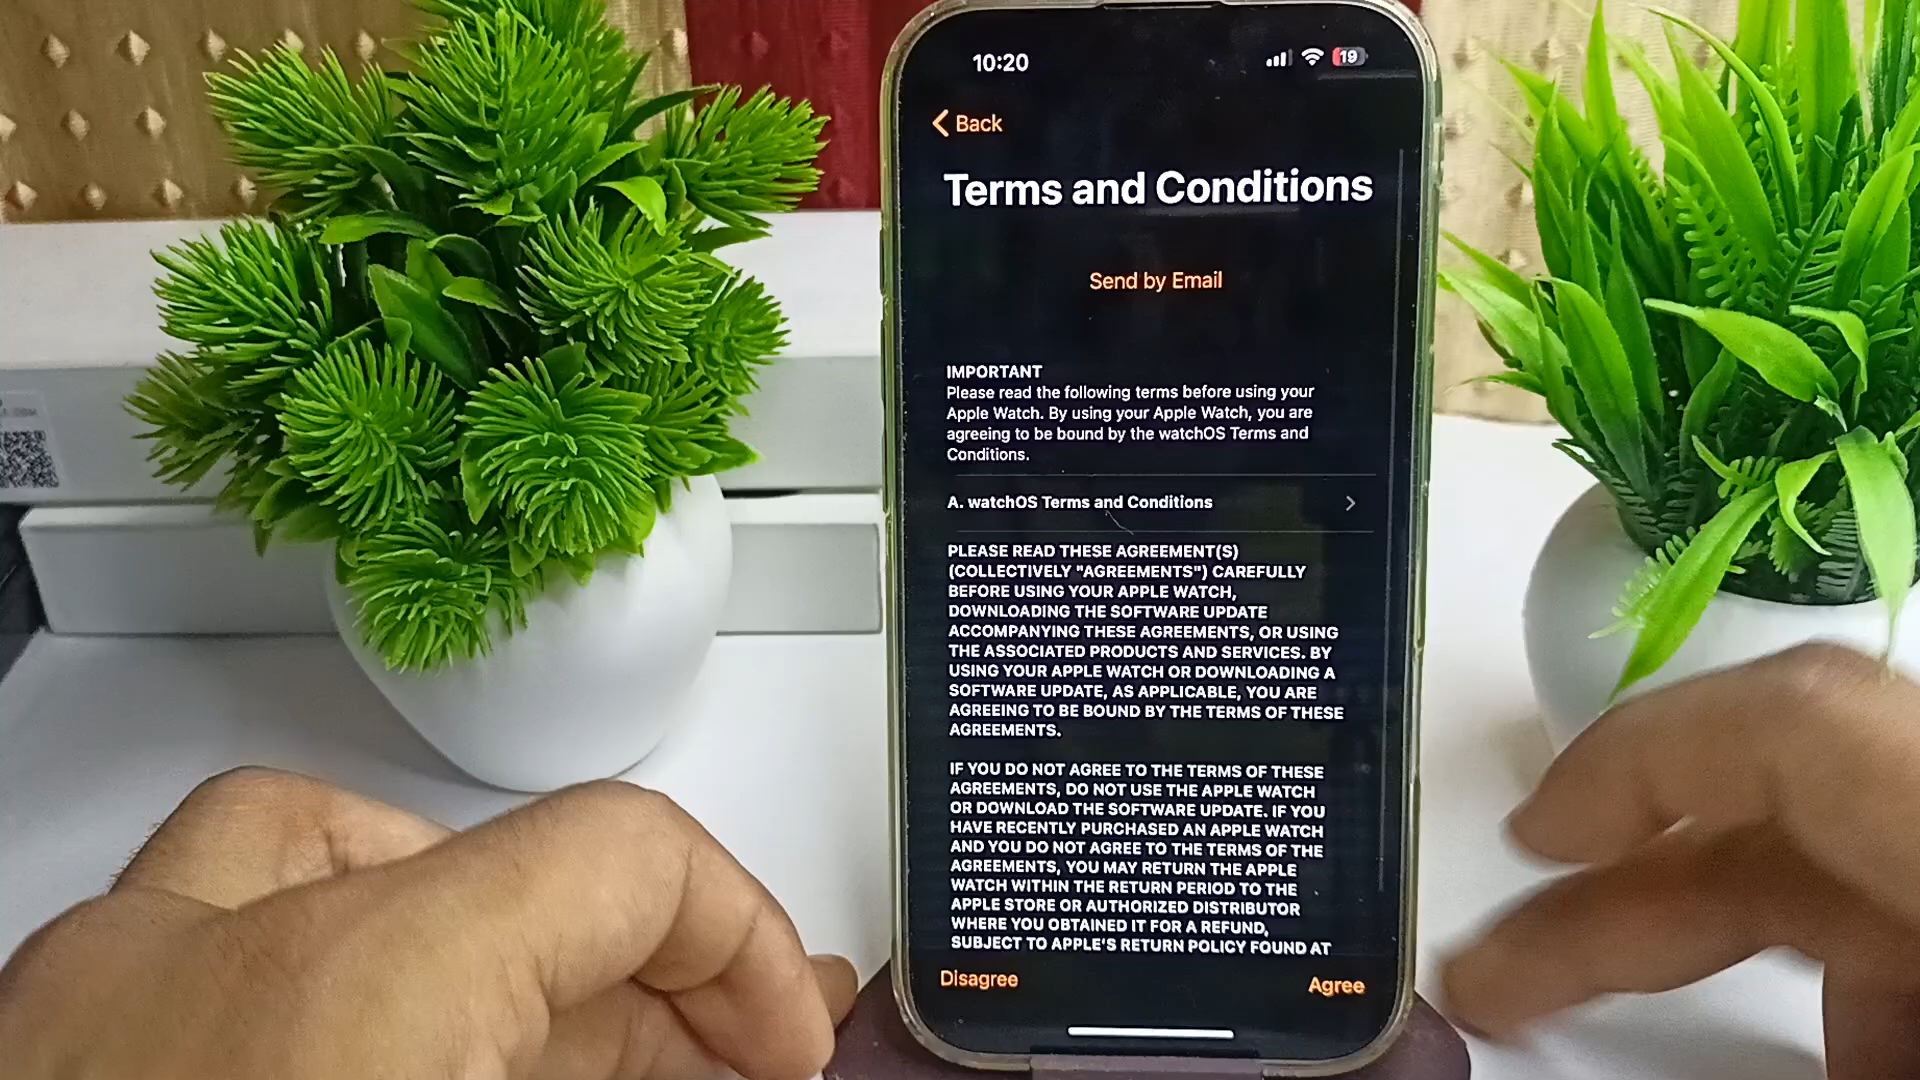 10:20
19
Back
Terms and Conditions
Send by Email
IMPORTANT
Please read the following terms before using your
Apple Watch. By using your Apple Watch, you are
agreeing to be bound by the watchOS Terms and
Conditions.
A. watchOS Terms and Conditions
PLEASE READ THESE AGREEMENT(S)
(COLLECTIVELY "AGREEMENTS") CAREFULLY
BEFORE USING YOUR APPLE WATCH,
DOWNLOADING THE SOFTWARE UPDATE
ACCOMPANYING THESE AGREEMENTS, OR USING
THE ASSOCIATED PRODUCTS AND SERVICES. BY
USING YOUR APPLE WATCH OR DOWNLOADING A
SOFTWARE UPDATE, AS APPLICABLE, YOU ARE
AGREEING TO BE BOUND BY THE TERMS OF THESE
AGREEMENTS.
IF YOU DO NOT AGREE TO THE TERMS OF THESE
AGREEMENTS, DO NOT USE THE APPLE WATCH
OR DOWNLOAD THE SOFTWARE UPDATE. IF YOU
HAVE RECENTLY PURCHASED AN APPLE WATCH
AND YOU DO NOT AGREE TO THE TERMS OF THE
AGREEMENTS, YOU MAY RETURN THE APPLE
WATCH WITHIN THE RETURN PERIOD TO THE
APPLE STORE OR AUTHORIZED DISTRIBUTOR
WHERE YOU OBTAINED IT FOR A REFUND,
SUBJECT TO APPLE'S RETURN POLICY FOUND AT
Disagree
Agree